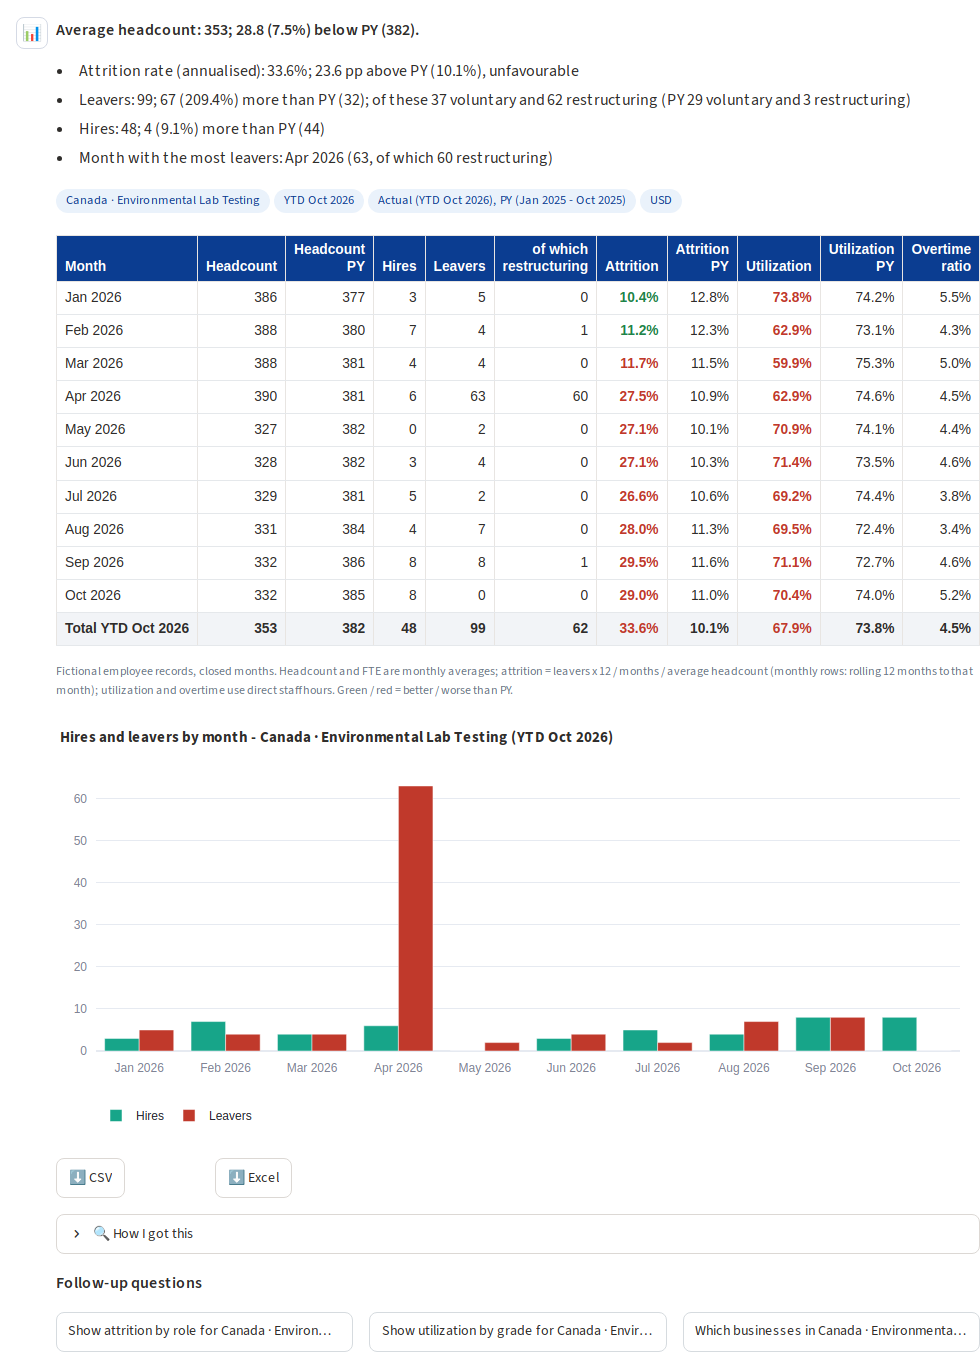 Average headcount: 353; 28.8 (7.5%) below PY (382).
• Attrition rate (annualised): 33.6%; 23.6 pp above PY (10.1%), unfavourable
• Leavers: 99; 67 (209.4%) more than PY (32); of these 37 voluntary and 62 restructuring (PY 29 voluntary and 3 restructuring)
• Hires: 48; 4 (9.1%) more than PY (44)
• Month with the most leavers: Apr 2026 (63, of which 60 restructuring)
Canada · Environmental Lab Testing YTD Oct 2026 Actual (YTD Oct 2026), PY (Jan 2025 - Oct 2025) USD
Month Headcount Headcount PY Hires Leavers of which restructuring Attrition Attrition PY Utilization Utilization PY Overtime ratio
Jan 2026 386 377 3 5 0 10.4% 12.8% 73.8% 74.2% 5.5%
Feb 2026 388 380 7 4 1 11.2% 12.3% 62.9% 73.1% 4.3%
Mar 2026 388 381 4 4 0 11.7% 11.5% 59.9% 75.3% 5.0%
Apr 2026 390 381 6 63 60 27.5% 10.9% 62.9% 74.6% 4.5%
May 2026 327 382 0 2 0 27.1% 10.1% 70.9% 74.1% 4.4%
Jun 2026 328 382 3 4 0 27.1% 10.3% 71.4% 73.5% 4.6%
Jul 2026 329 381 5 2 0 26.6% 10.6% 69.2% 74.4% 3.8%
Aug 2026 331 384 4 7 0 28.0% 11.3% 69.5% 72.4% 3.4%
Sep 2026 332 386 8 8 1 29.5% 11.6% 71.1% 72.7% 4.6%
Oct 2026 332 385 8 0 0 29.0% 11.0% 70.4% 74.0% 5.2%
Total YTD Oct 2026 353 382 48 99 62 33.6% 10.1% 67.9% 73.8% 4.5%
Fictional employee records, closed months. Headcount and FTE are monthly averages; attrition = leavers x 12 / months / average headcount (monthly rows: rolling 12 months to that
month); utilization and overtime use direct staff hours. Green / red = better / worse than PY.
Hires and leavers by month - Canada · Environmental Lab Testing (YTD Oct 2026)
60
50
40
30
20
10
0
Jan 2026 Feb 2026 Mar 2026 Apr 2026 May 2026 Jun 2026 Jul 2026 Aug 2026 Sep 2026 Oct 2026
Hires Leavers
CSV Excel
How I got this
Follow-up questions
Show attrition by role for Canada · Environ... Show utilization by grade for Canada · Envir... Which businesses in Canada · Environmenta...